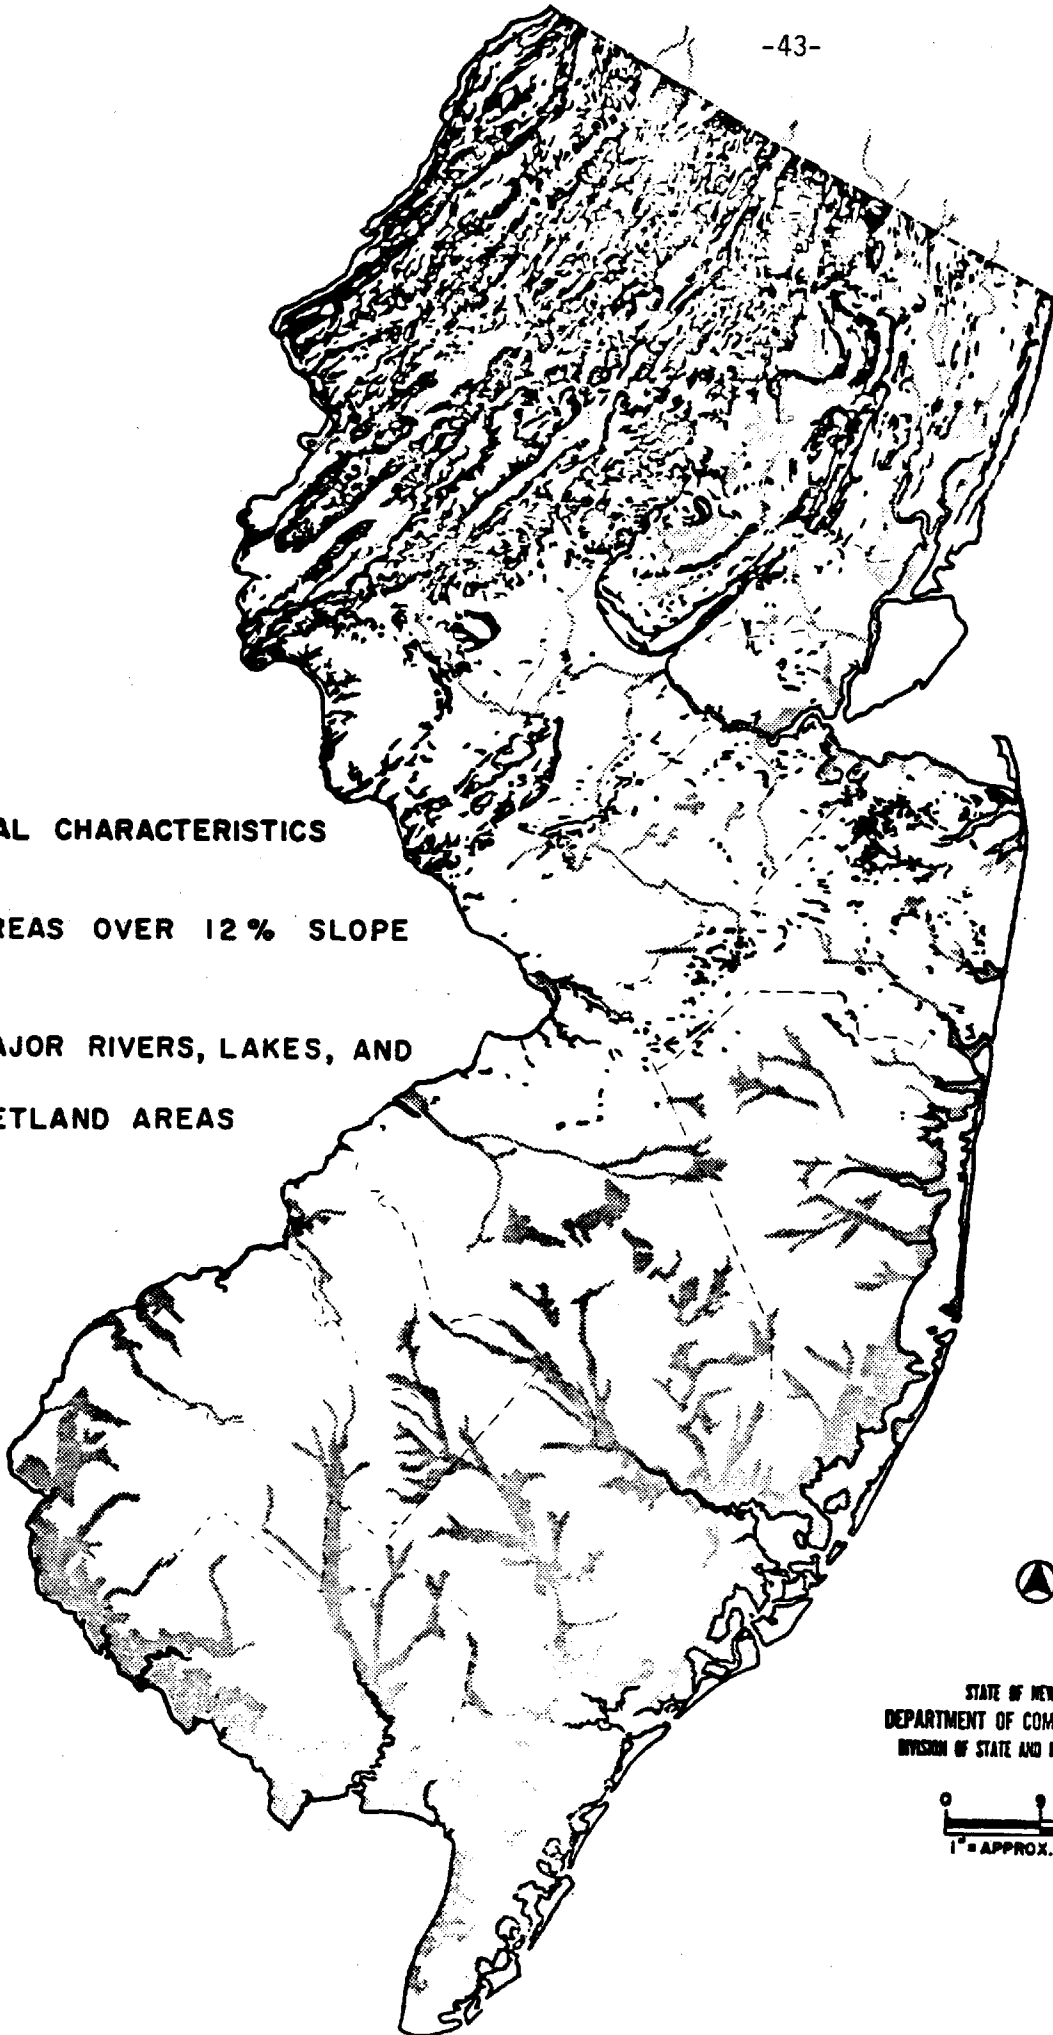 -43-
AL CHARACTERISTICS
REAS OVER 12% SLOPE
AJOR RIVERS, LAKES, AND
ETLAND AREAS
STATE OF NEW
DEPARTMENT OF COM
DIVISION OF STATE AND
0 9
1" = APPROX.